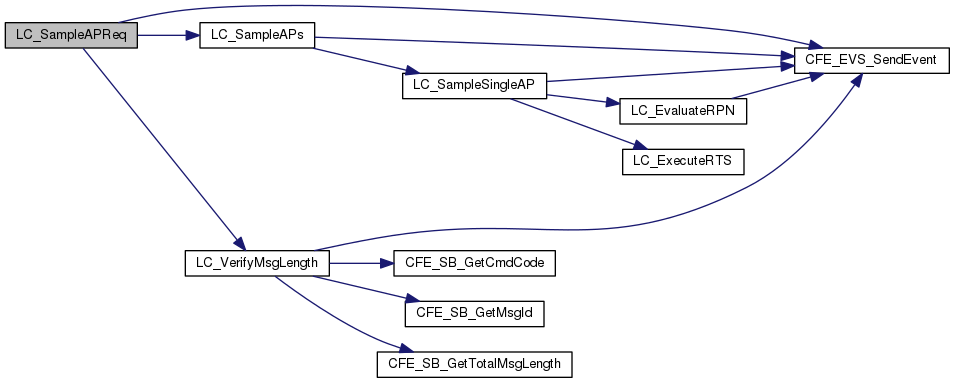 LC_SampleAPReq
LC_SampleAPs
CFE_EVS_SendEvent
LC_SampleSingleAP
LC_EvaluateRPN
LC_ExecuteRTS
LC_VerifyMsgLength
CFE_SB_GetCmdCode
CFE_SB_GetMsgId
CFE_SB_GetTotalMsgLength